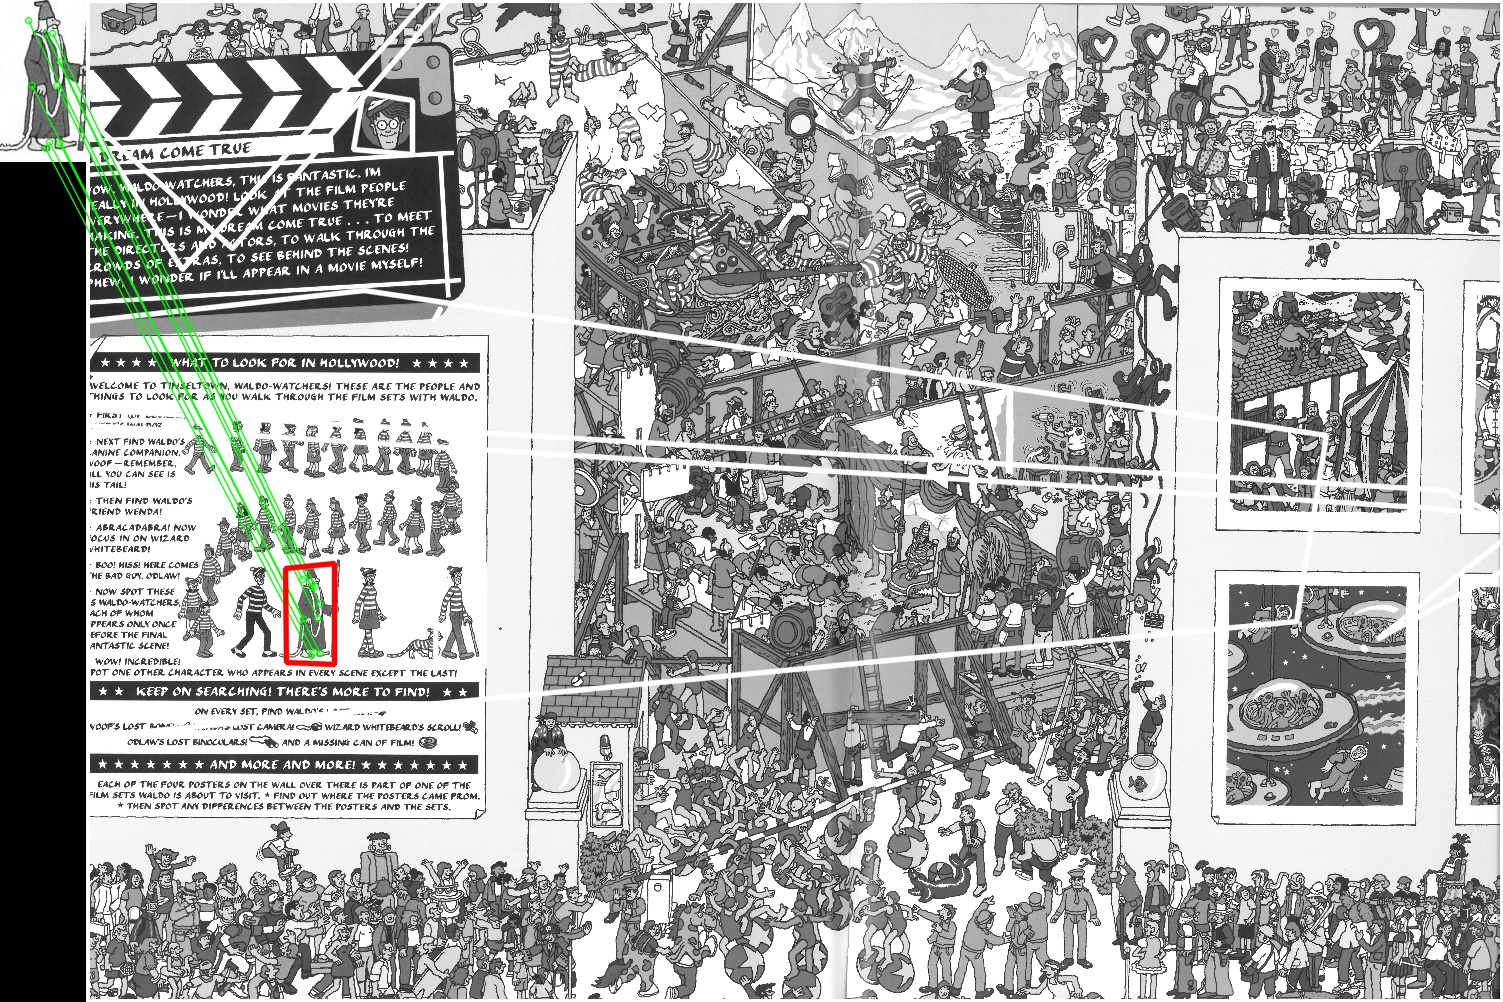 DREAM COME TRUE
WOW, WALDO-WATCHERS, THIS IS FANTASTIC. I'M
REALLY IN HOLLYWOOD! LOOK AT THE FILM PEOPLE
EVERYWHERE—I WONDER WHAT MOVIES THEY'RE
MAKING. THIS IS MY DREAM COME TRUE . . . TO MEET
THE DIRECTORS AND ACTORS, TO WALK THROUGH THE
CROWDS OF EXTRAS, TO SEE BEHIND THE SCENES!
PHEW, I WONDER IF I'LL APPEAR IN A MOVIE MYSELF!
★ ★ ★ ★ WHAT TO LOOK FOR IN HOLLYWOOD! ★ ★ ★ ★
WELCOME TO TINSELTOWN, WALDO-WATCHERS! THESE ARE THE PEOPLE AND
THINGS TO LOOK FOR AS YOU WALK THROUGH THE FILM SETS WITH WALDO.
FIRST
NEXT FIND WALDO'S
CANINE COMPANION,
WOOF—REMEMBER,
ALL YOU CAN SEE IS
HIS TAIL!
THEN FIND WALDO'S
FRIEND WENDA!
ABRACADABRA! NOW
FOCUS IN ON WIZARD
WHITEBEARD!
BOO! HISS! HERE COMES
THE BAD GUY, ODLAW!
NOW SPOT THESE
5 WALDO-WATCHERS,
EACH OF WHOM
APPEARS ONLY ONCE
BEFORE THE FINAL
FANTASTIC SCENE!
WOW! INCREDIBLE!
SPOT ONE OTHER CHARACTER WHO APPEARS IN EVERY SCENE EXCEPT THE LAST!
★ ★ KEEP ON SEARCHING! THERE'S MORE TO FIND! ★ ★
ON EVERY SET, FIND WALDO'S
WOOF'S LOST LOST CAMERA! WIZARD WHITEBEARD'S SCROLL!
ODLAW'S LOST BINOCULARS! AND A MISSING CAN OF FILM!
★ ★ ★ ★ ★ ★ ★ AND MORE AND MORE! ★ ★ ★ ★ ★ ★ ★
EACH OF THE FOUR POSTERS ON THE WALL OVER THERE IS PART OF ONE OF THE
FILM SETS WALDO IS ABOUT TO VISIT. ★ FIND OUT WHERE THE POSTERS CAME FROM.
★ THEN SPOT ANY DIFFERENCES BETWEEN THE POSTERS AND THE SETS.